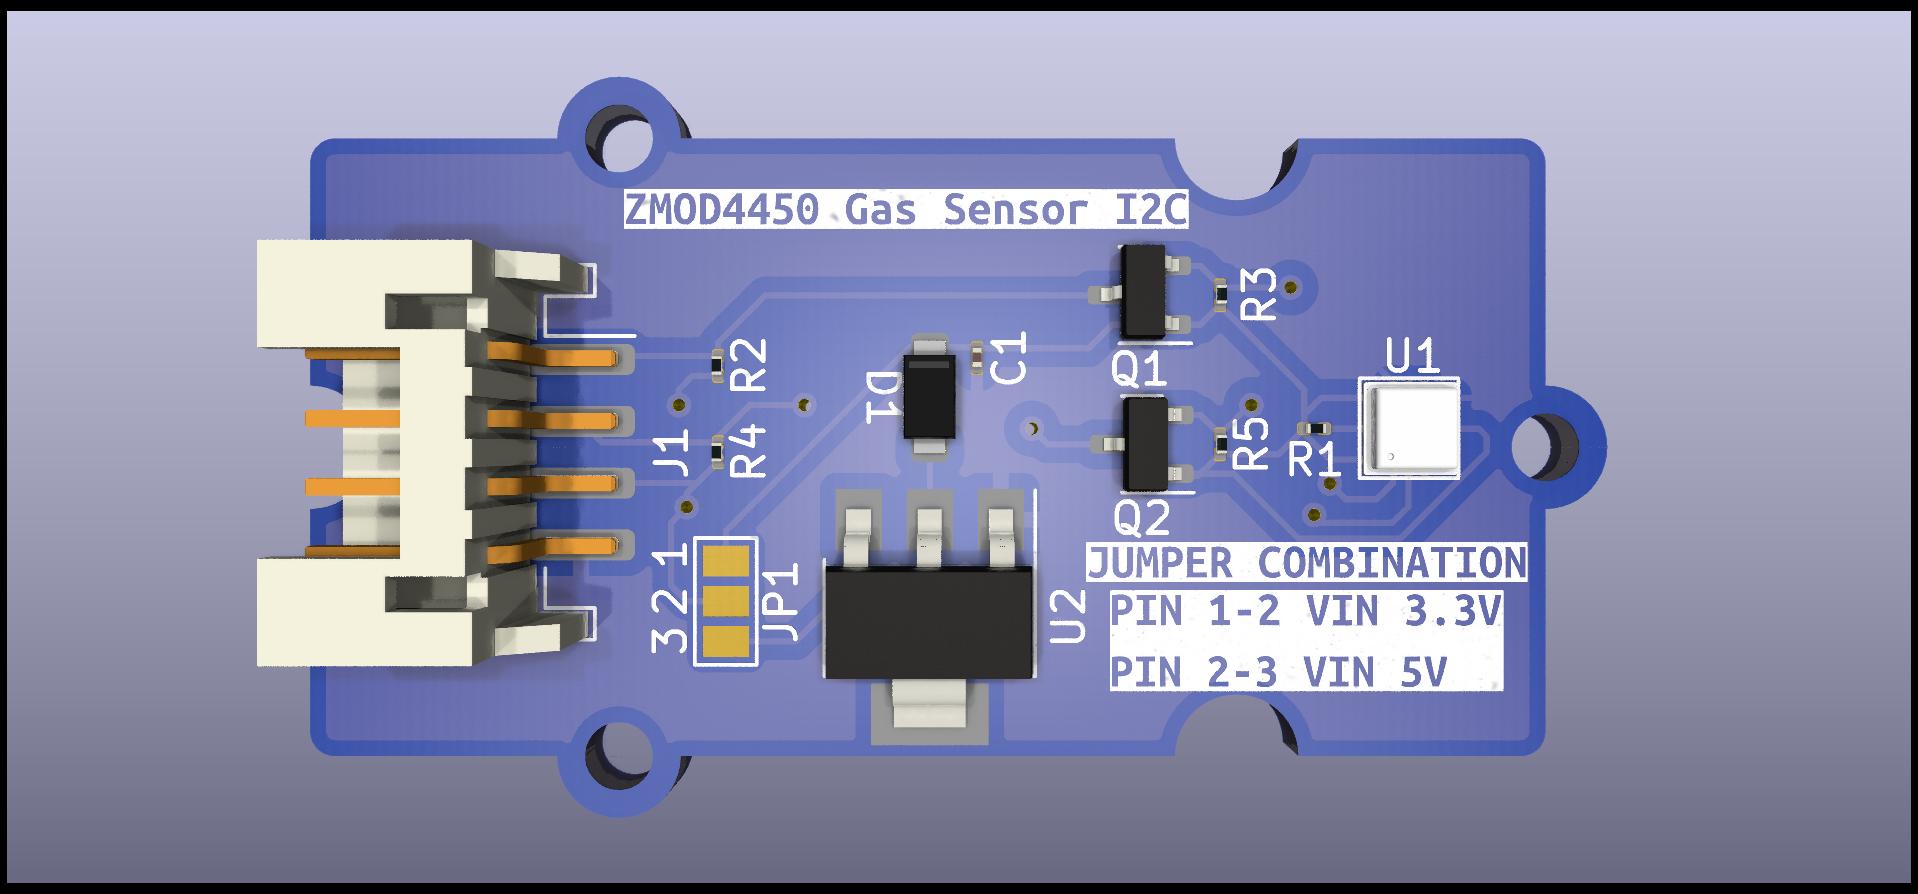 ZMOD4450 Gas Sensor I2C
R3
R2
C1
Q1
U1
D1
J1
R4
R5
R1
Q2
1
2
3
JP1
U2
JUMPER COMBINATION
PIN 1-2 VIN 3.3V
PIN 2-3 VIN 5V